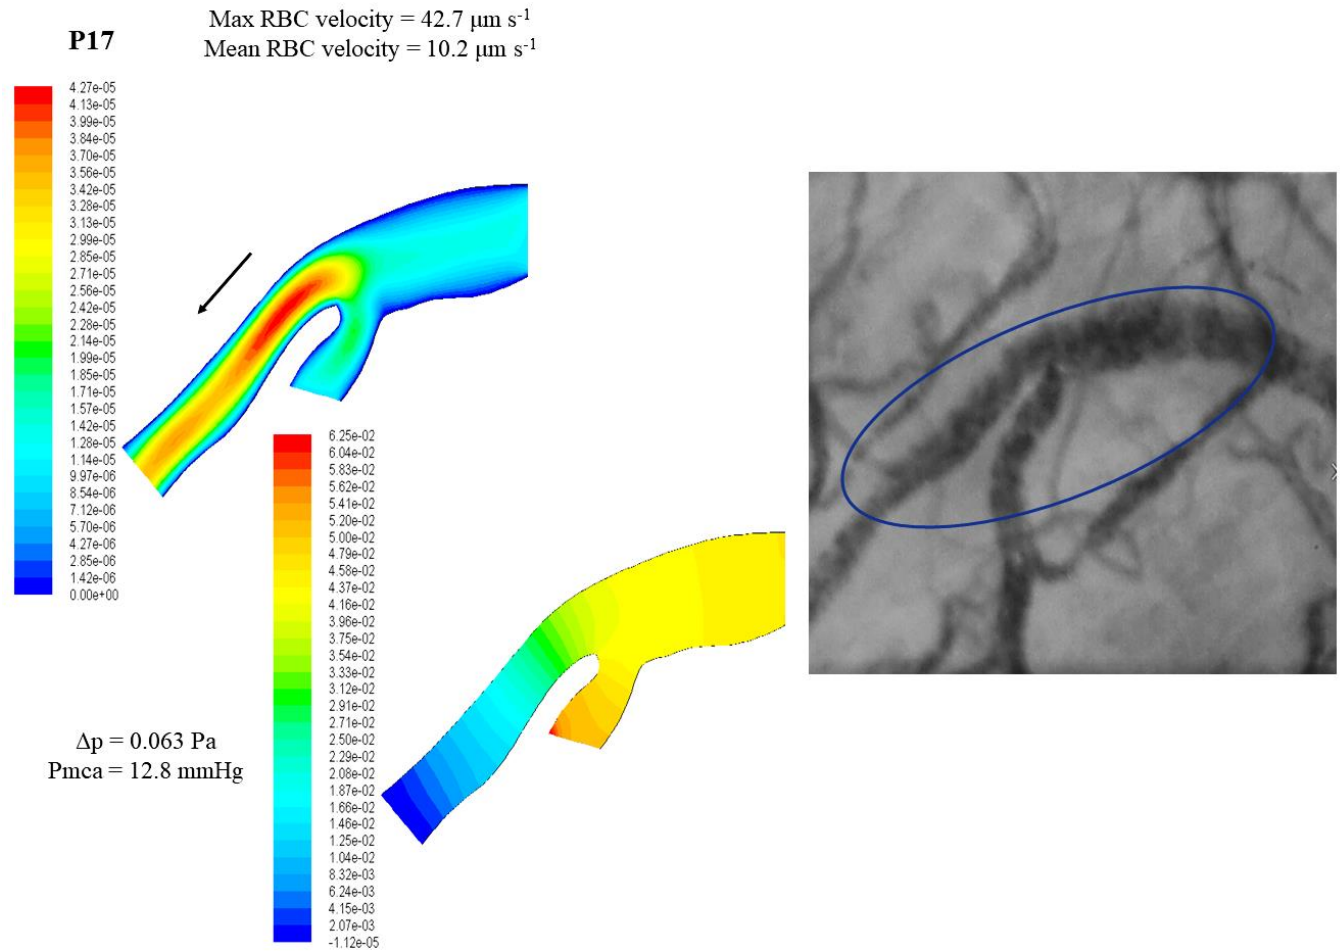 Max RBC velocity = 42.7 μm s⁻¹
P17
Mean RBC velocity = 10.2 μm s⁻¹
4.27e-05
4.13e-05
3.99e-05
3.84e-05
3.70e-05
3.56e-05
3.42e-05
3.28e-05
3.13e-05
2.99e-05
2.85e-05
2.71e-05
2.56e-05
2.42e-05
2.28e-05
2.14e-05
1.99e-05
1.85e-05
1.71e-05
1.57e-05
1.42e-05
1.28e-05
1.14e-05
9.97e-06
8.54e-06
7.12e-06
5.70e-06
4.27e-06
2.85e-06
1.42e-06
0.00e+00
6.25e-02
6.04e-02
5.83e-02
5.62e-02
5.41e-02
5.20e-02
5.00e-02
4.79e-02
4.58e-02
4.37e-02
4.16e-02
3.96e-02
3.75e-02
3.54e-02
3.33e-02
3.12e-02
2.91e-02
2.71e-02
2.50e-02
2.29e-02
2.08e-02
1.87e-02
1.66e-02
1.46e-02
1.25e-02
1.04e-02
8.32e-03
6.24e-03
4.15e-03
2.07e-03
-1.12e-05
Δp = 0.063 Pa
Pmca = 12.8 mmHg